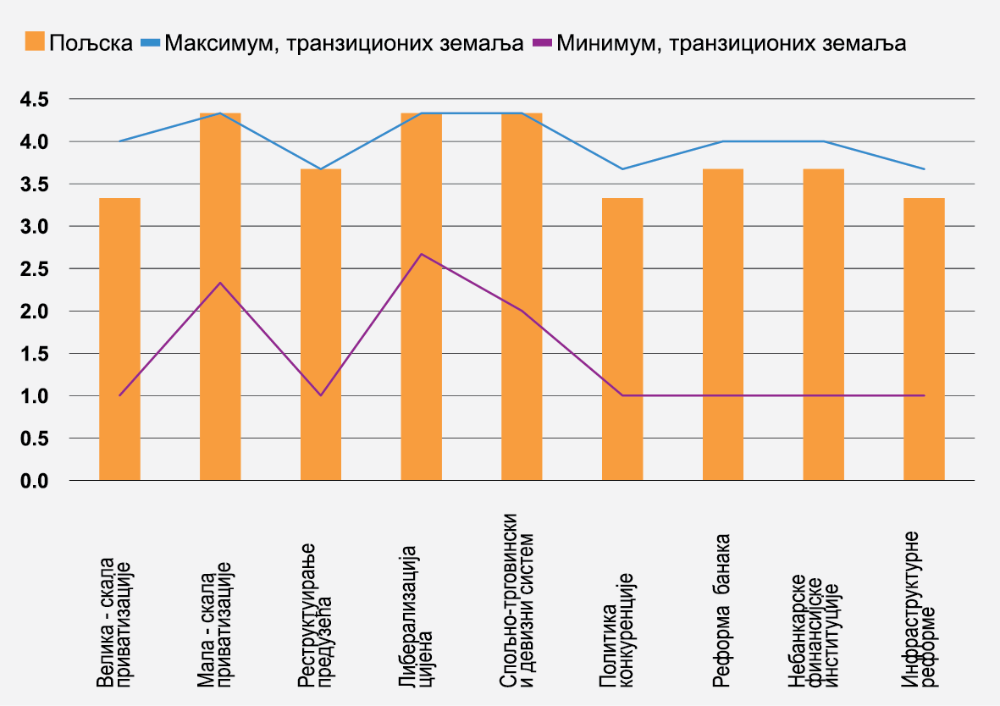 Пољска Максимум, транзиционих земаља Минимум, транзиционих земаља
4.5
4.0
3.5
3.0
2.5
2.0
1.5
1.0
0.5
0.0
Велика - скала
приватизације
Мала - скала
приватизације
Реструктуирање
предузећа
Либерализација
цијена
Спољно-трговински
и девизни систем
Политика
конкуренције
Реформа банака
Небанкарске
финансијске
институције
Инфраструктурне
реформе